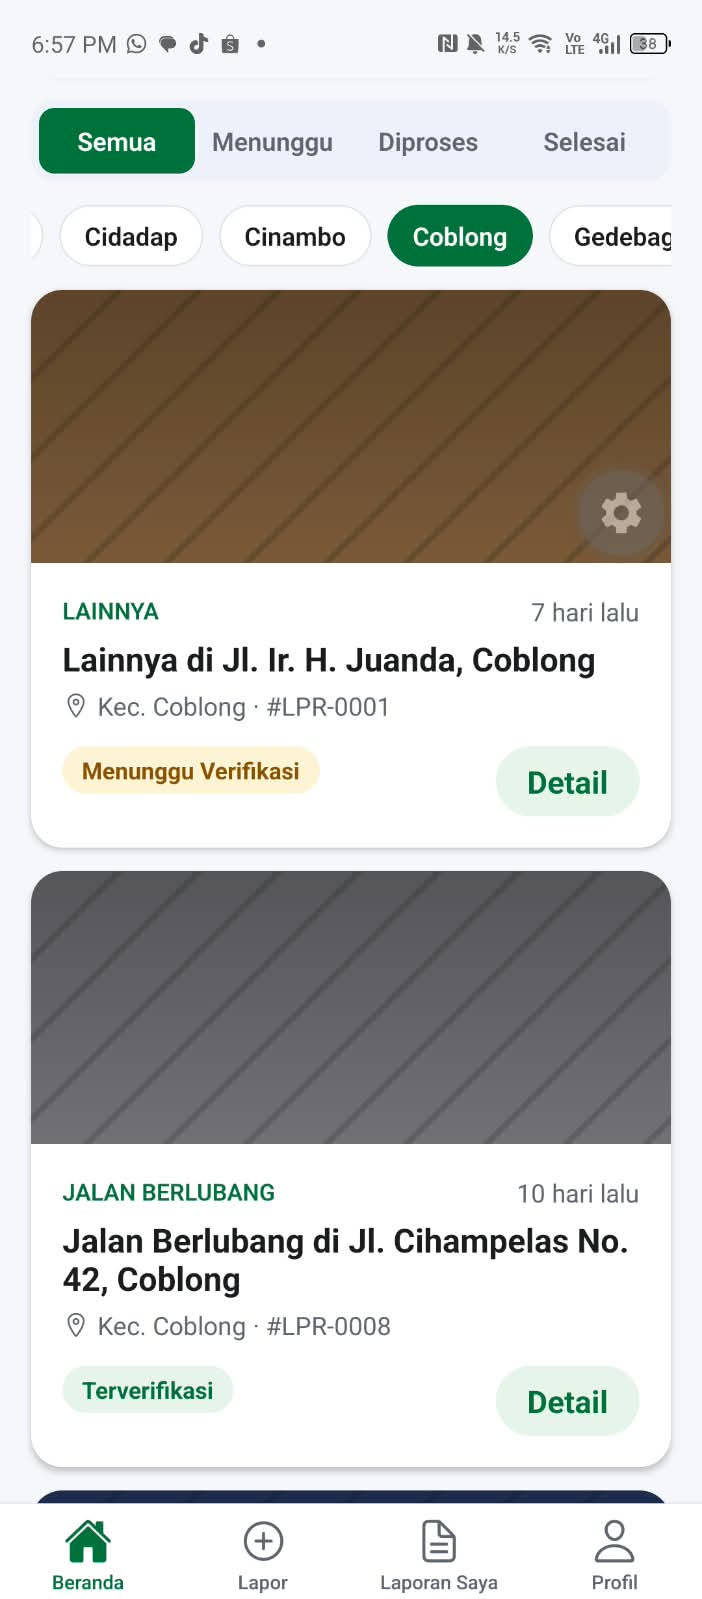 6:57 PM
14.5 K/S
Vo LTE
4G
38
Semua Menunggu Diproses Selesai
Cidadap Cinambo Coblong Gedebag
LAINNYA 7 hari lalu
Lainnya di Jl. Ir. H. Juanda, Coblong
Kec. Coblong · #LPR-0001
Menunggu Verifikasi Detail
JALAN BERLUBANG 10 hari lalu
Jalan Berlubang di Jl. Cihampelas No.
42, Coblong
Kec. Coblong · #LPR-0008
Terverifikasi Detail
Beranda Lapor Laporan Saya Profil